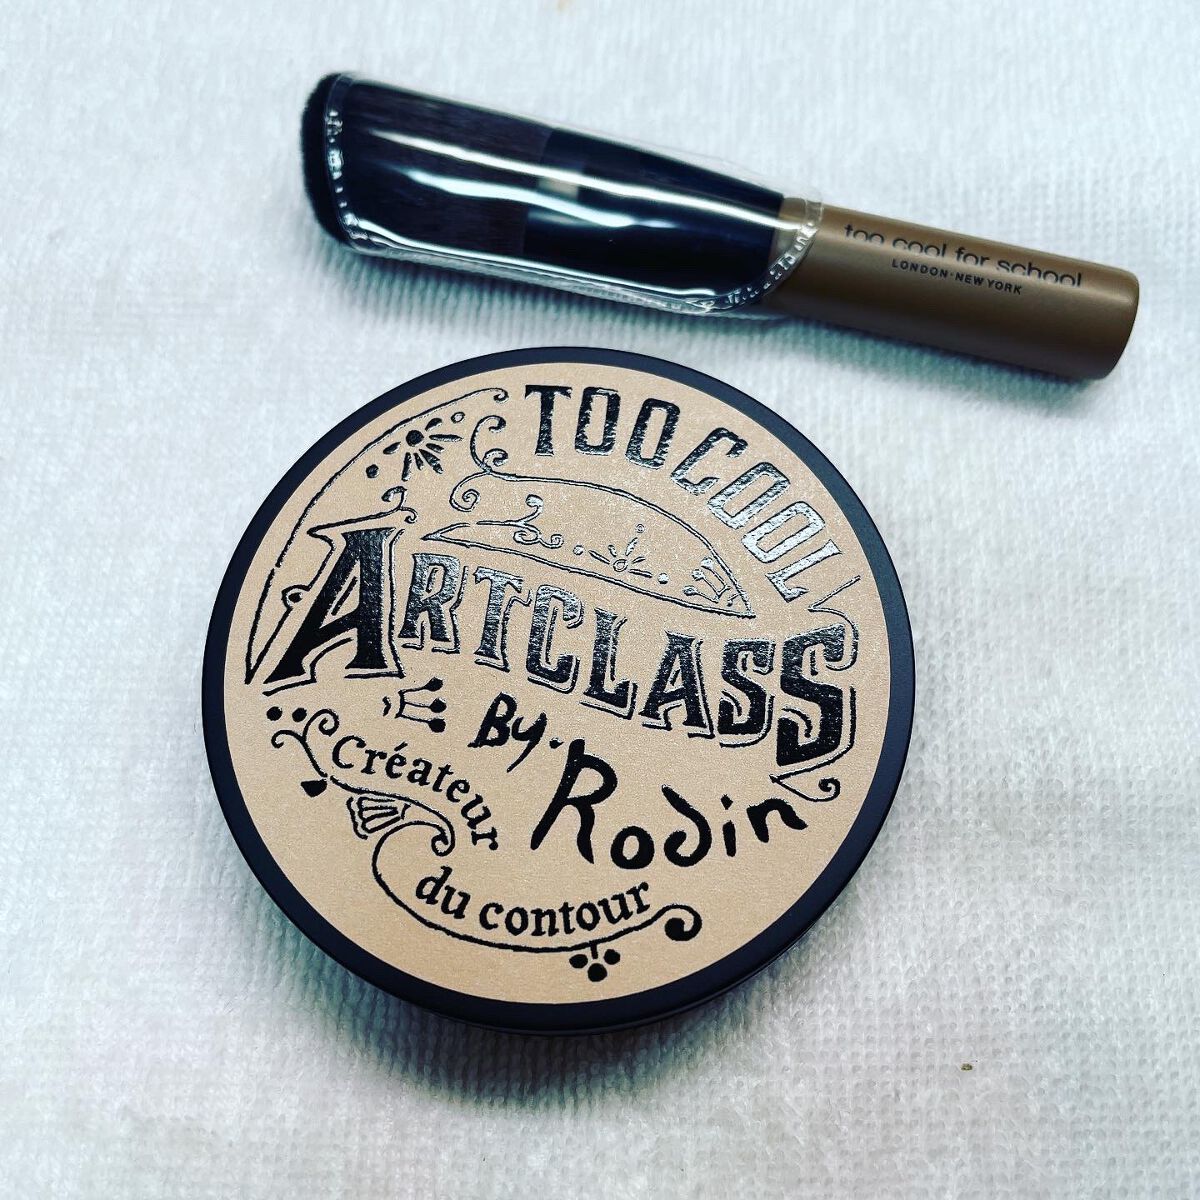 too cool for school
LONDON·NEW YORK
TOO COOL
ARTCLASS
By·Rodin
Créateur
du contour